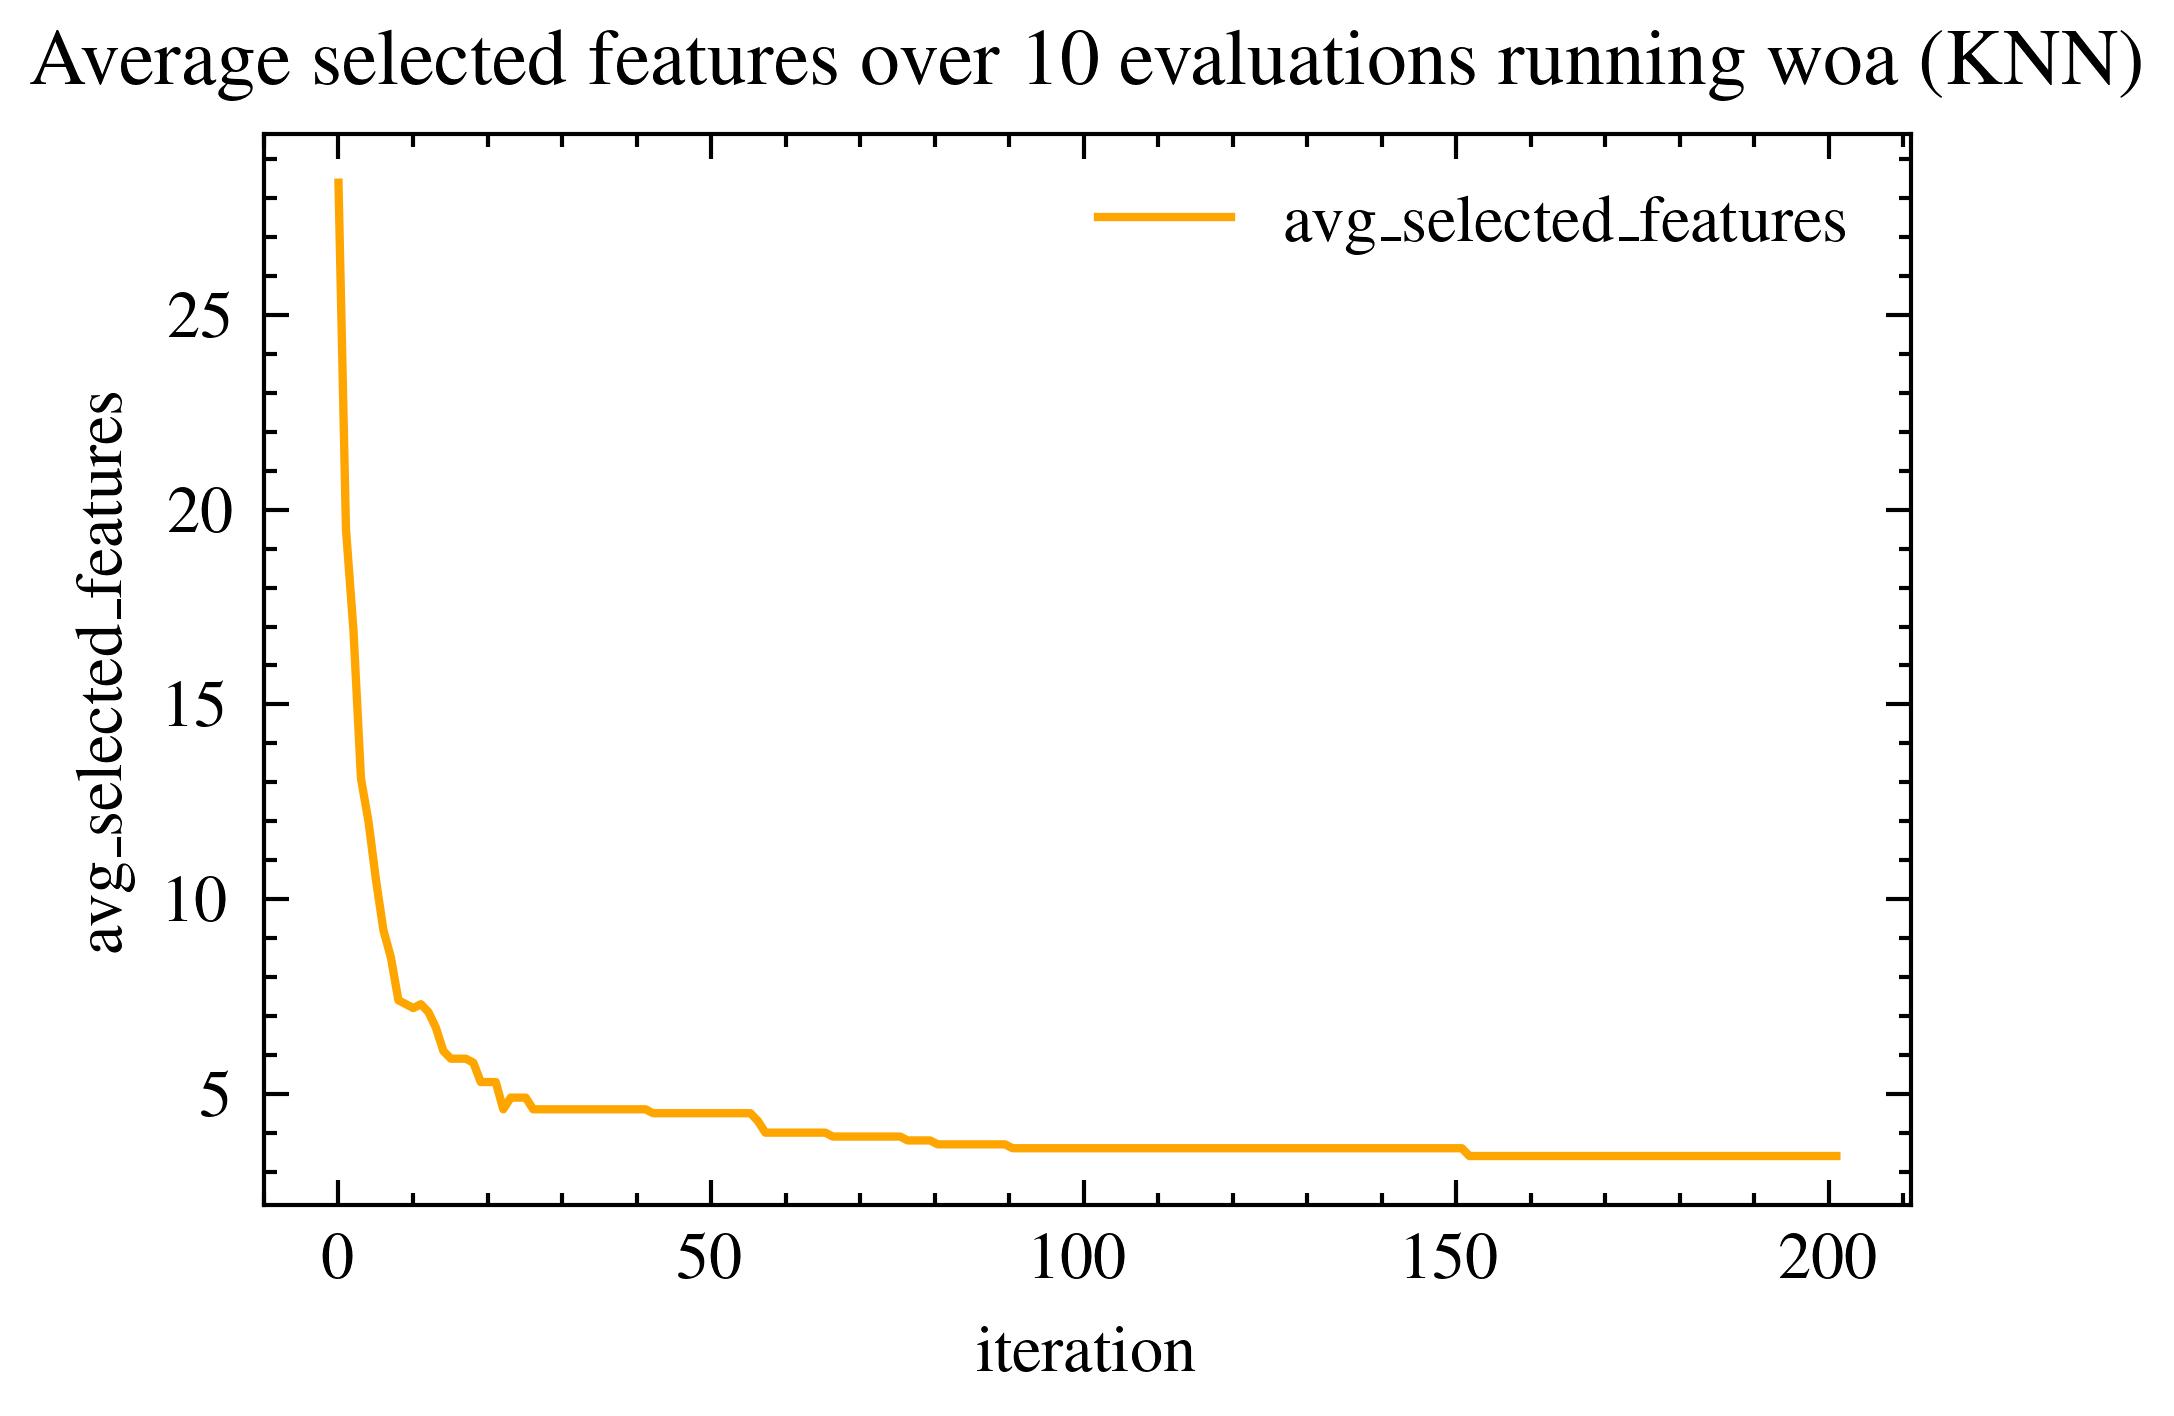 Average selected features over 10 evaluations running woa (KNN)
avg_selected_features
25
20
15
10
5
avg_selected_features
0 50 100 150 200
iteration